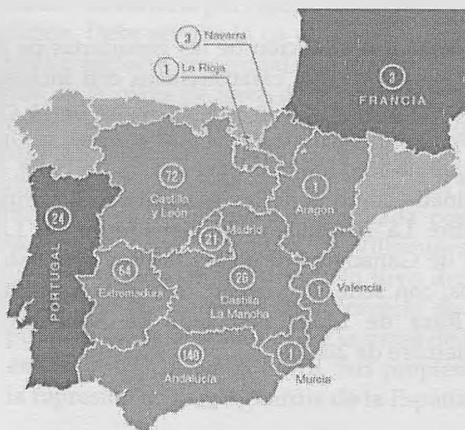 3 Navarra
1 La Rioja
3
FRANCIA
72
Castilla
y León
1
Aragón
24
PORTUGAL
Madrid
21
64
Extremadura
26
Castilla
La Mancha
1 Valencia
140
Andalucía
1
Murcia